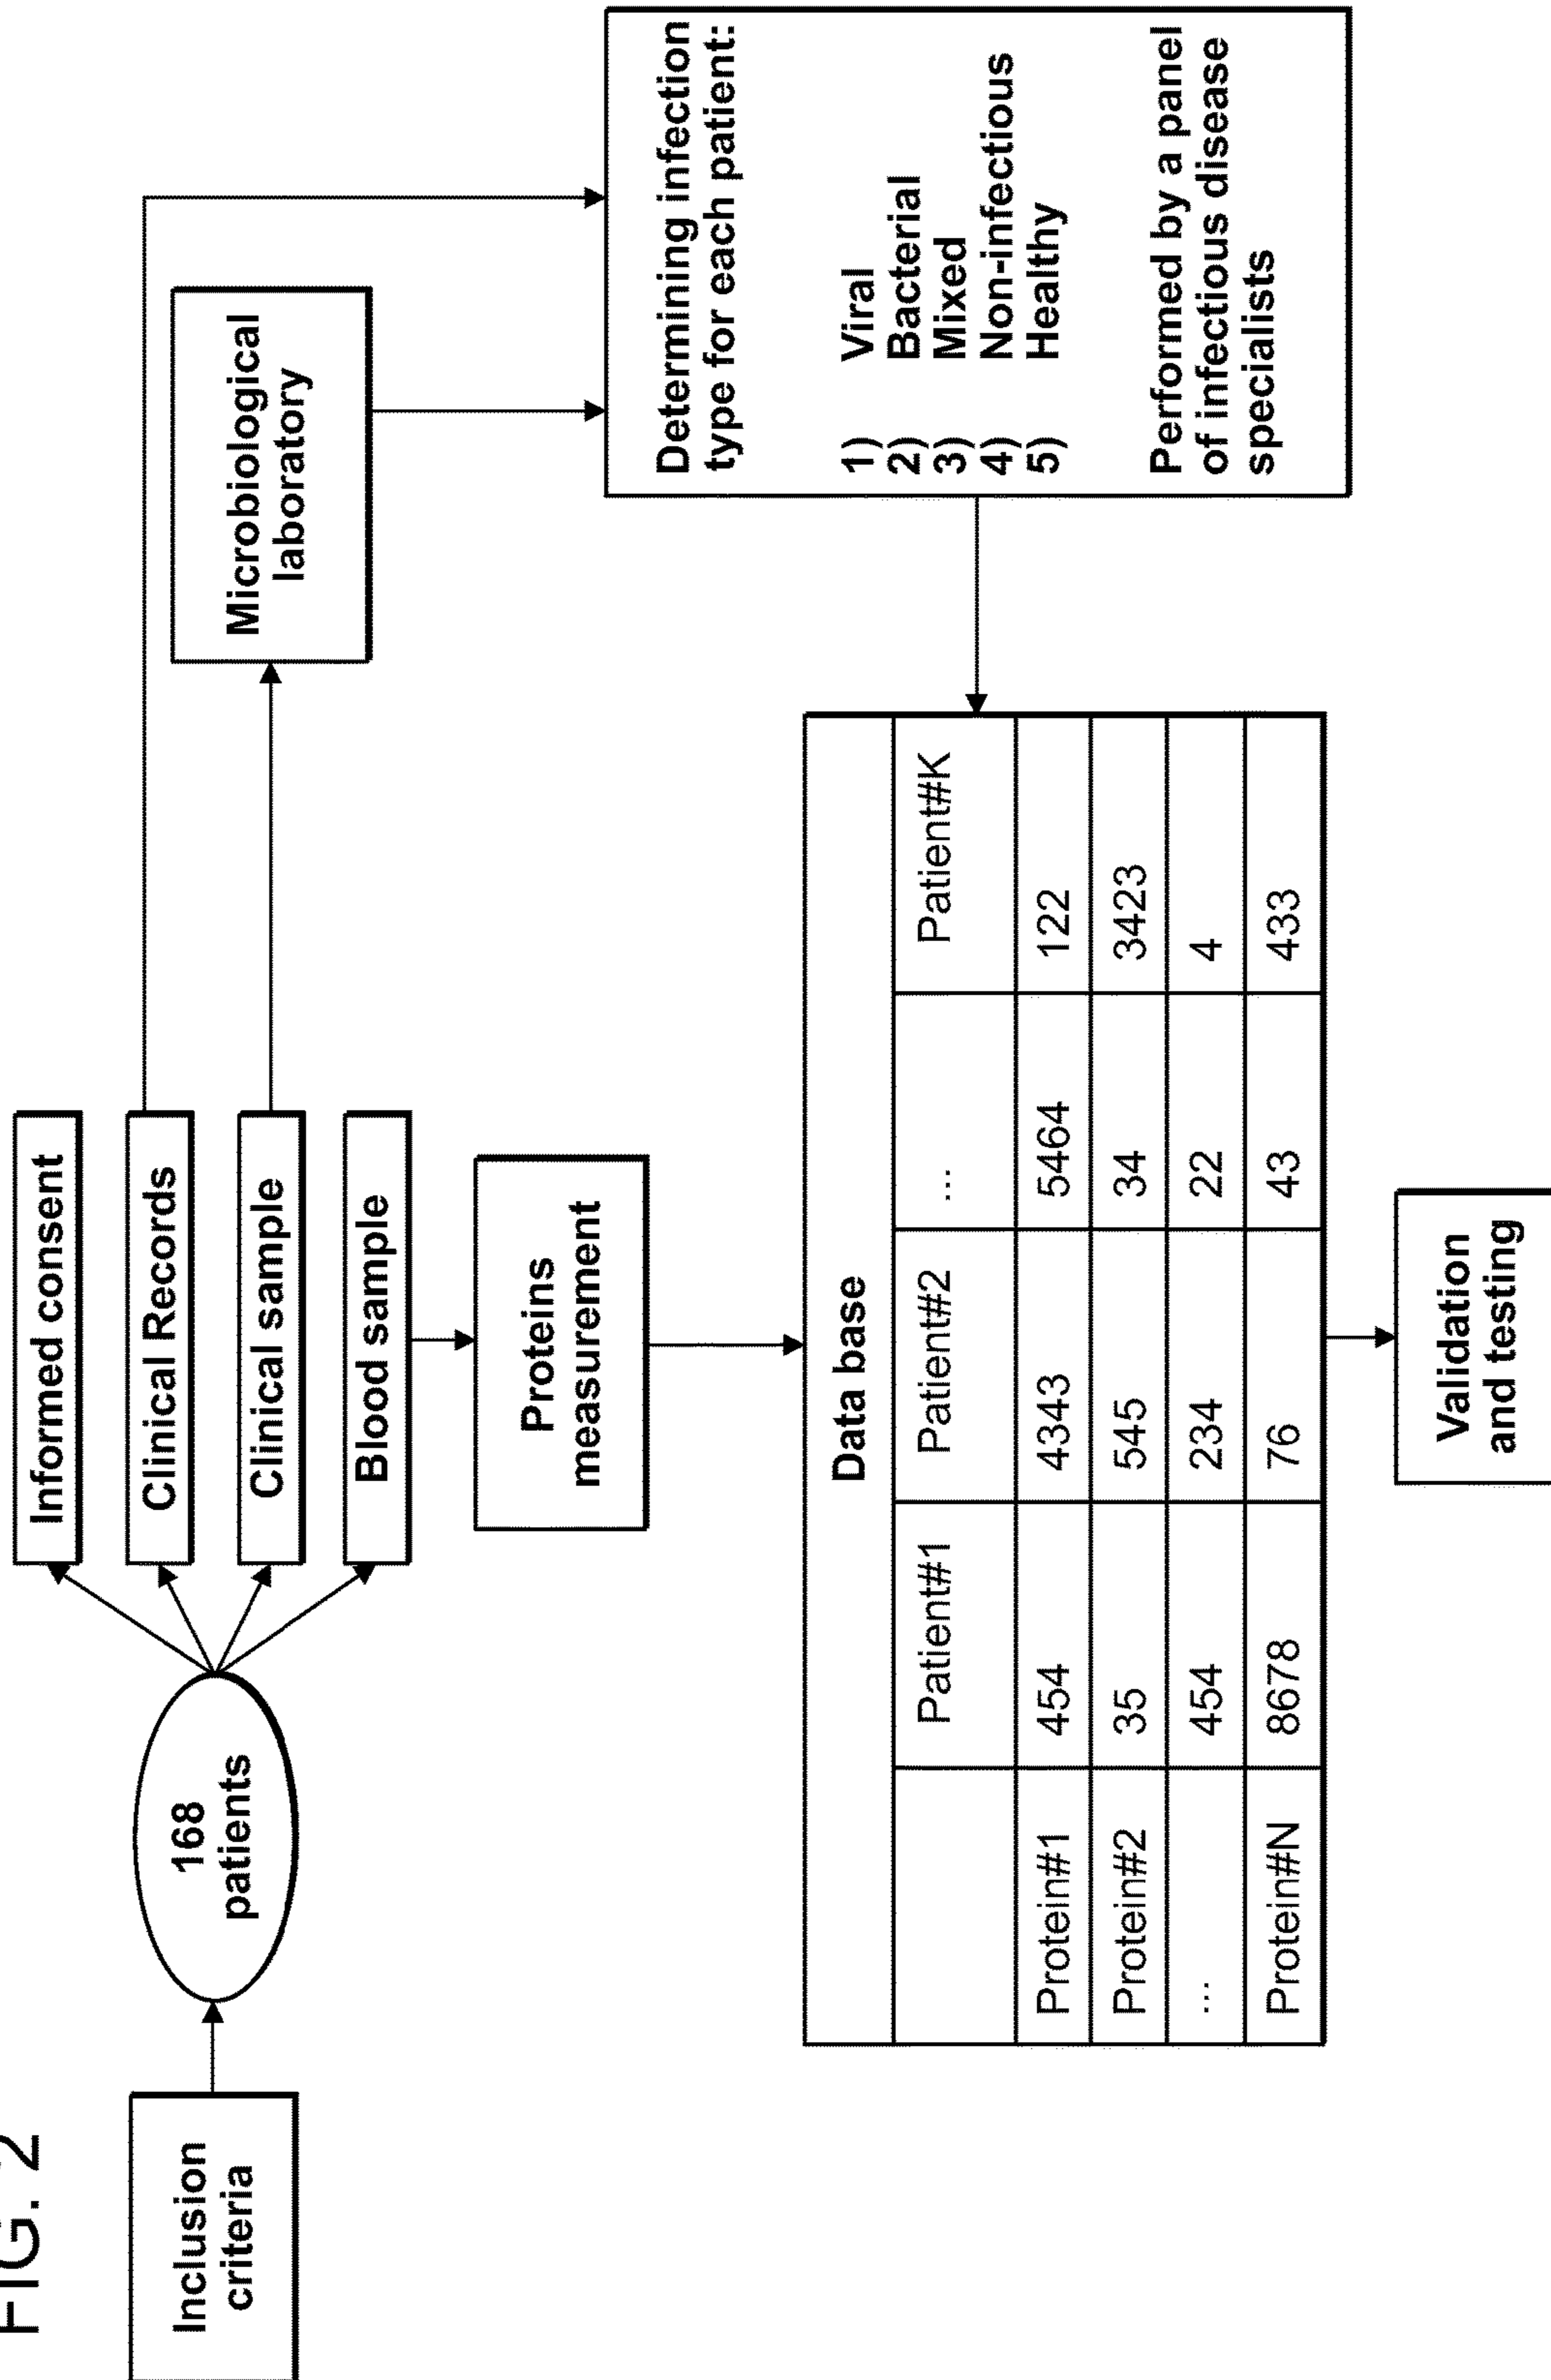 FIG. 2
Inclusion
criteria
168
patients
Informed consent
Clinical Records
Clinical sample
Blood sample
Microbiological
laboratory
Proteins
measurement
Determining infection
type for each patient:
1) Viral
2) Bacterial
3) Mixed
4) Non-infectious
5) Healthy
Performed by a panel
of infectious disease
specialists
Data base
Patient#1 Patient#2 ... Patient#K
Protein#1 454 4343 5464 122
Protein#2 35 545 34 3423
... 454 234 22 4
Protein#N 8678 76 43 433
Validation
and testing